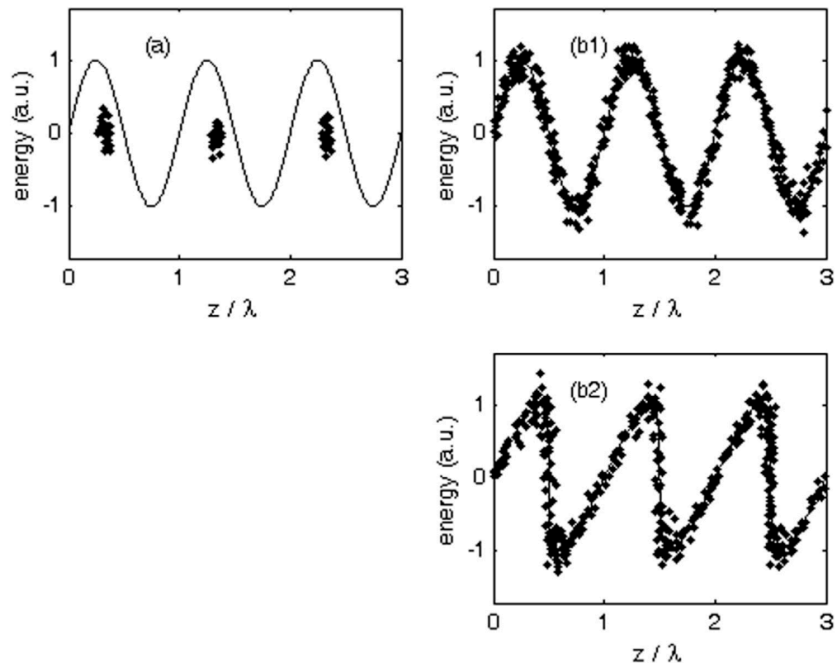 (a)
energy (a.u.)
1
0
-1
0 1 2 3
z / λ
(b1)
energy (a.u.)
1
0
-1
0 1 2 3
z / λ
(b2)
energy (a.u.)
1
0
-1
0 1 2 3
z / λ